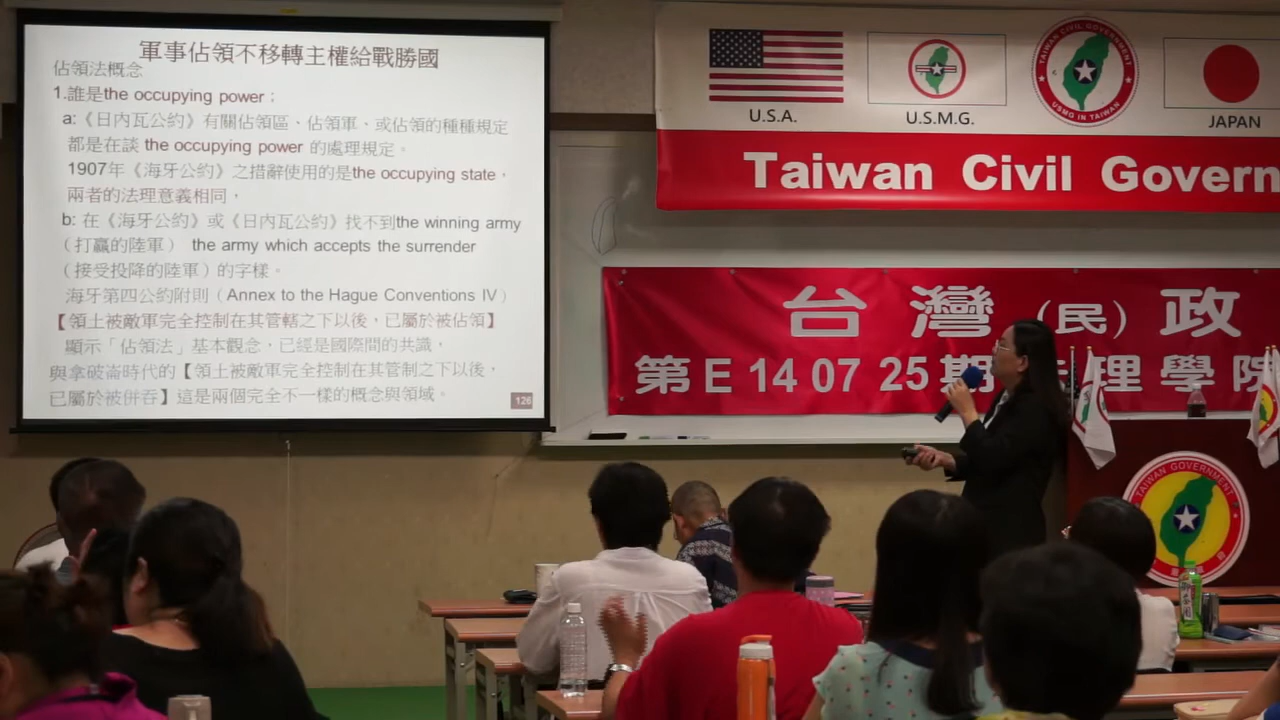 軍事佔領不移轉主權給戰勝國
佔領法概念
1.誰是the occupying power：
a:《日內瓦公約》有關佔領區、佔領軍、或佔領的種種規定
都是在談 the occupying power 的處理規定。
1907年《海牙公約》之措辭使用的是the occupying state，
兩者的法理意義相同，
b: 在《海牙公約》或《日內瓦公約》找不到the winning army
（打贏的陸軍） the army which accepts the surrender
（接受投降的陸軍）的字樣。
海牙第四公約附則（Annex to the Hague Conventions IV）
【領土被敵軍完全控制在其管轄之下以後，已屬於被佔領】
顯示「佔領法」基本觀念，已經是國際間的共識，
與拿破崙時代的【領土被敵軍完全控制在其管制之下以後，
已屬於被併吞】這是兩個完全不一樣的概念與領域。
126
U.S.A.
U.S.M.G.
TAIWAN CIVIL GOVERNMENT
USMG IN TAIWAN
JAPAN
Taiwan Civil Govern
台灣（民）政
第E 14 07 25期 理學院
TAIWAN GOVERNMENT